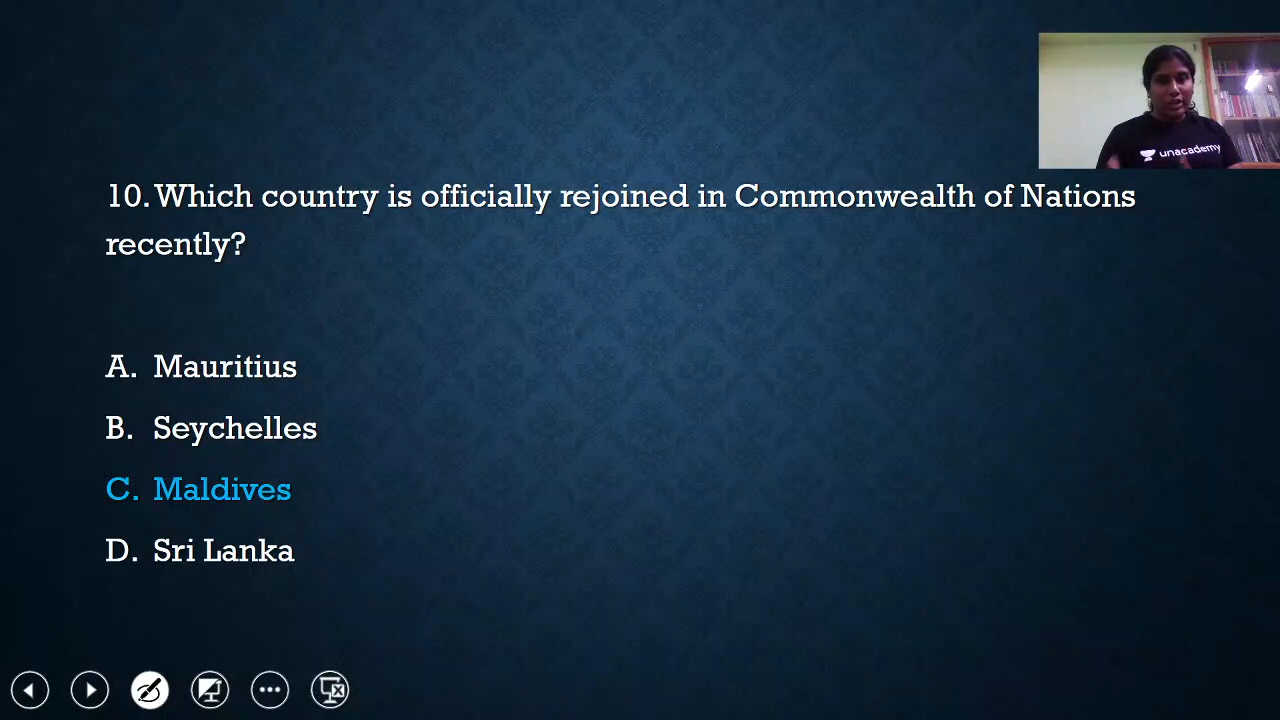 unacademy
10. Which country is officially rejoined in Commonwealth of Nations
recently?
A. Mauritius
B. Seychelles
C. Maldives
D. Sri Lanka